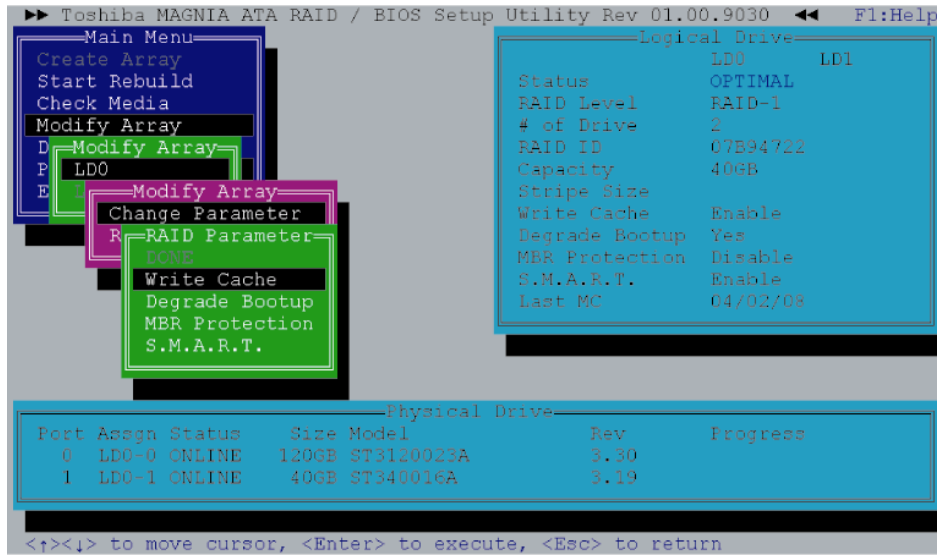 ►► Toshiba MAGNIA ATA RAID / BIOS Setup Utility Rev 01.00.9030 ◄◄ F1:Help
Main Menu
Create Array
Start Rebuild
Check Media
Modify Array
D
P
E
Modify Array
LD0
Modify Array
Change Parameter
R
RAID Parameter
DONE
Write Cache
Degrade Bootup
MBR Protection
S.M.A.R.T.
Logical Drive
LD0 LD1
Status OPTIMAL
RAID Level RAID-1
# of Drive 2
RAID ID 07B94722
Capacity 40GB
Stripe Size
Write Cache Enable
Degrade Bootup Yes
MBR Protection Disable
S.M.A.R.T. Enable
Last MC 04/02/08
Physical Drive
Port Assgn Status Size Model Rev Progress
0 LD0-0 ONLINE 120GB ST3120023A 3.30
1 LD0-1 ONLINE 40GB ST340016A 3.19
<↑><↓> to move cursor, <Enter> to execute, <Esc> to return